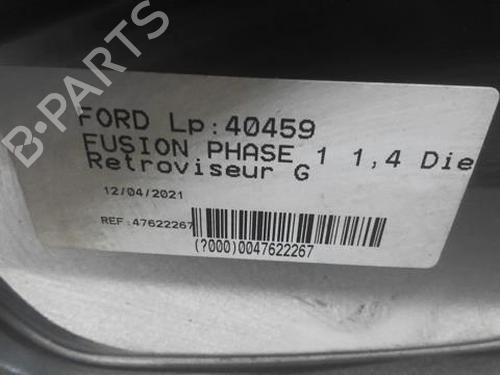 B-PARTS
FORD Lp:40459
FUSION PHASE 1 1,4 Die
Retroviseur G
12/04/2021
REF:47622267
(?000)0047622267